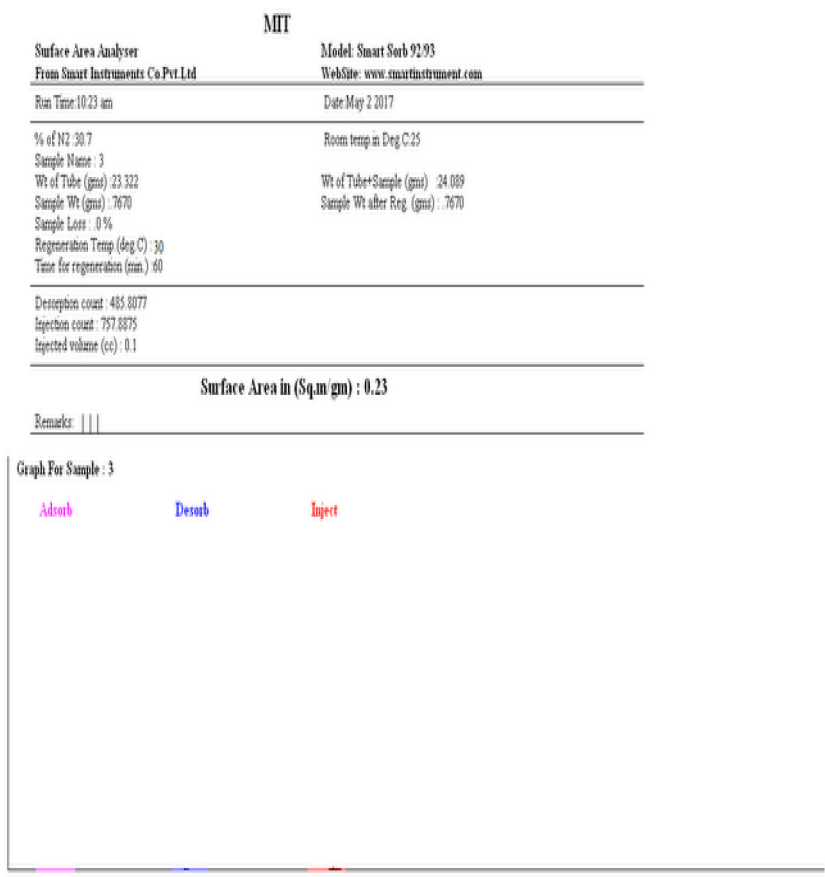 MIT
Surface Area Analyser Model: Smart Sorb 92/93
From Smart Instruments Co.Pvt.Ltd WebSite: www.smartinstrument.com
Run Time:10:23 am Date:May 2 2017
% of N2 :30.7 Room temp.in Deg.C:25
Sample Name : 3
Wt of Tube (gms) :23.322 Wt of Tube+Sample (gms) :24.089
Sample Wt (gms) : .7670 Sample Wt after Reg. (gms) : .7670
Sample Loss : .0 %
Regeneration Temp.(deg.C) : 30
Time for regeneration (min.) :60
Desorption count : 485.8077
Injection count : 757.8875
Injected volume (cc) : 0.1
Surface Area in (Sq.m/gm) : 0.23
Remarks: | | |
Graph For Sample : 3
Adsorb Desorb Inject